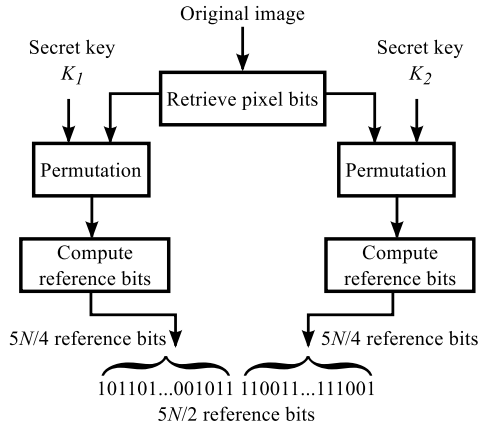 Original image
Secret key
K1
Secret key
K2
Retrieve pixel bits
Permutation
Permutation
Compute
reference bits
Compute
reference bits
5N/4 reference bits
5N/4 reference bits
101101...001011 110011...111001
5N/2 reference bits